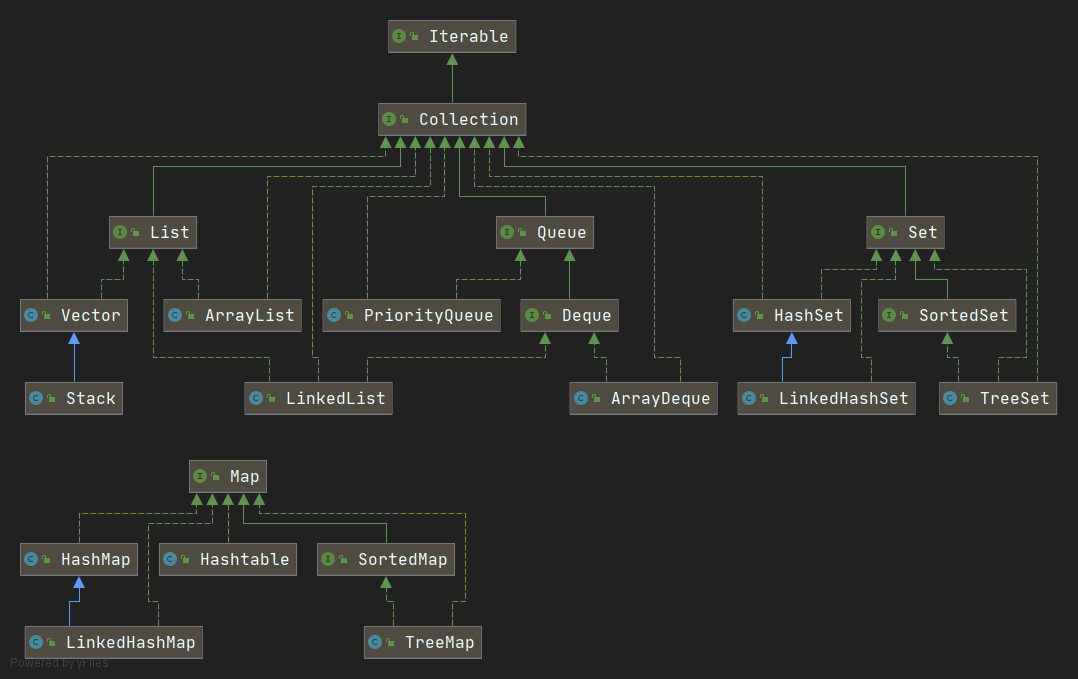 Iterable
Collection
List
Queue
Set
Vector
ArrayList
PriorityQueue
Deque
HashSet
SortedSet
Stack
LinkedList
ArrayDeque
LinkedHashSet
TreeSet
Map
HashMap
Hashtable
SortedMap
LinkedHashMap
TreeMap
Powered by yFiles